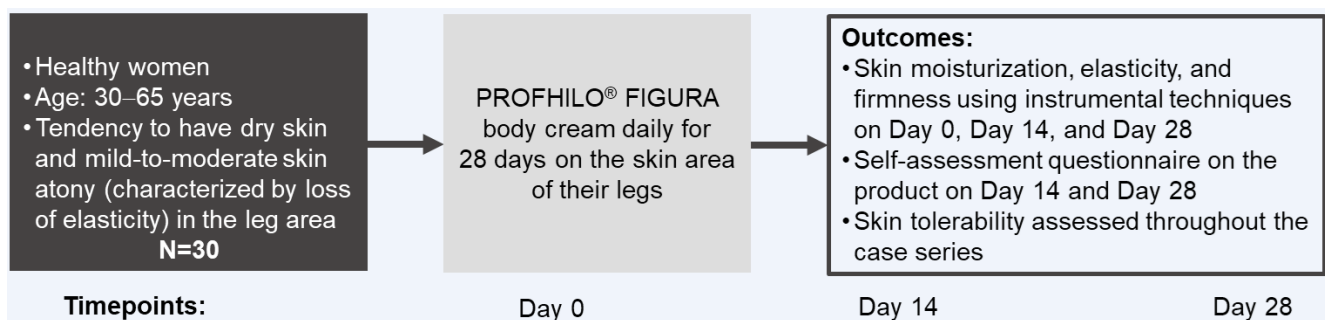 • Healthy women
• Age: 30–65 years
• Tendency to have dry skin
and mild-to-moderate skin
atony (characterized by loss
of elasticity) in the leg area
N=30
PROFHILO® FIGURA
body cream daily for
28 days on the skin area
of their legs
Outcomes:
• Skin moisturization, elasticity, and
firmness using instrumental techniques
on Day 0, Day 14, and Day 28
• Self-assessment questionnaire on the
product on Day 14 and Day 28
• Skin tolerability assessed throughout the
case series
Timepoints: Day 0 Day 14 Day 28